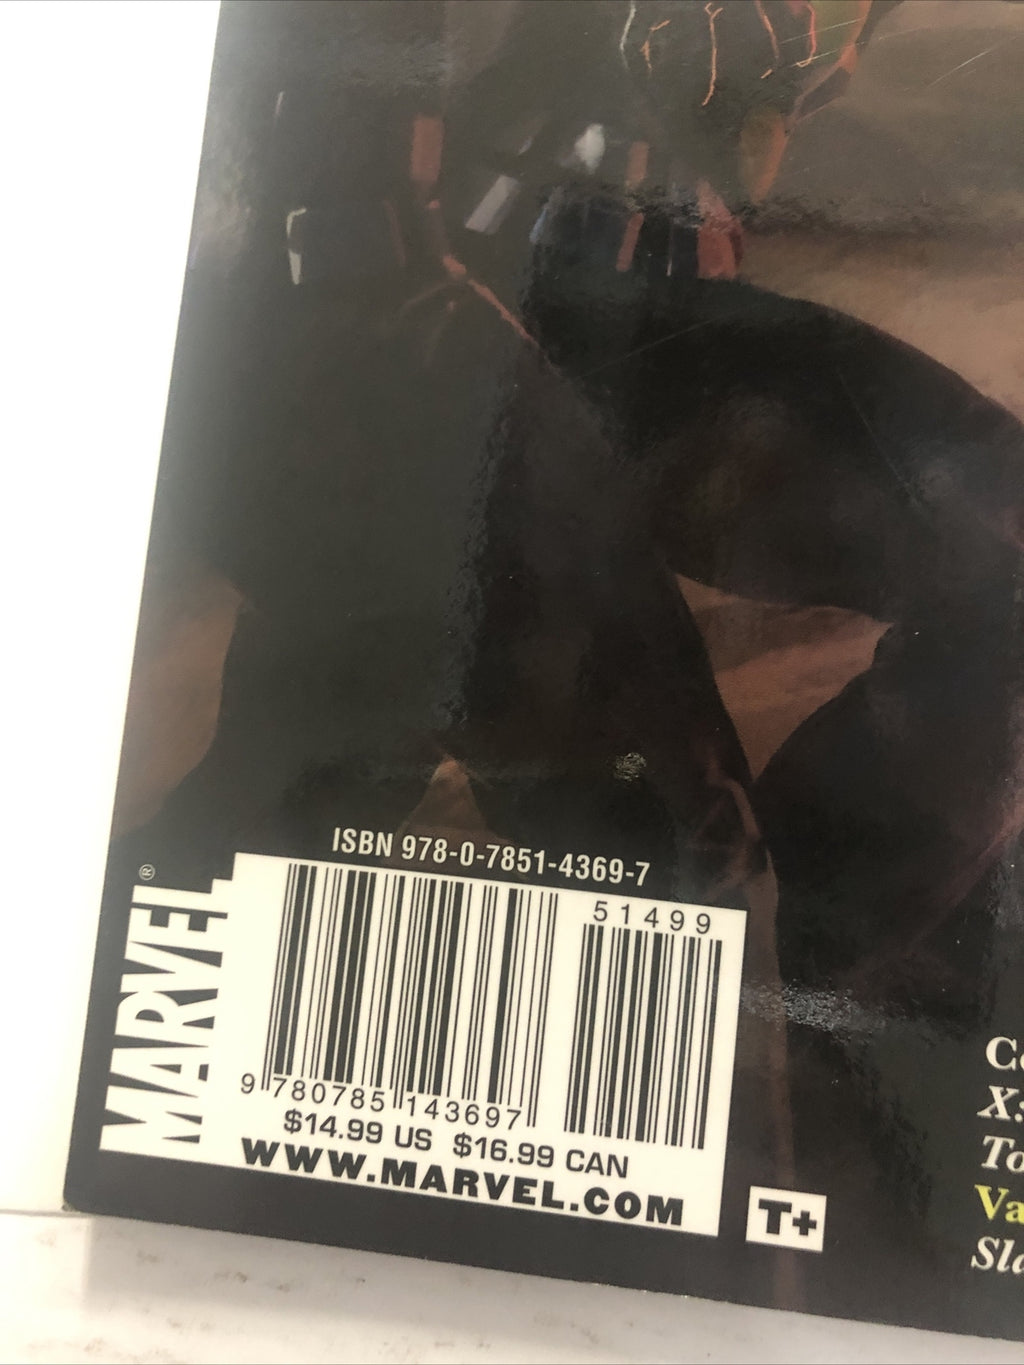 ISBN 978-0-7851-4369-7
MARVEL®
51499
9 780785 143697
$14.99 US $16.99 CAN
WWW.MARVEL.COM
T+
X: